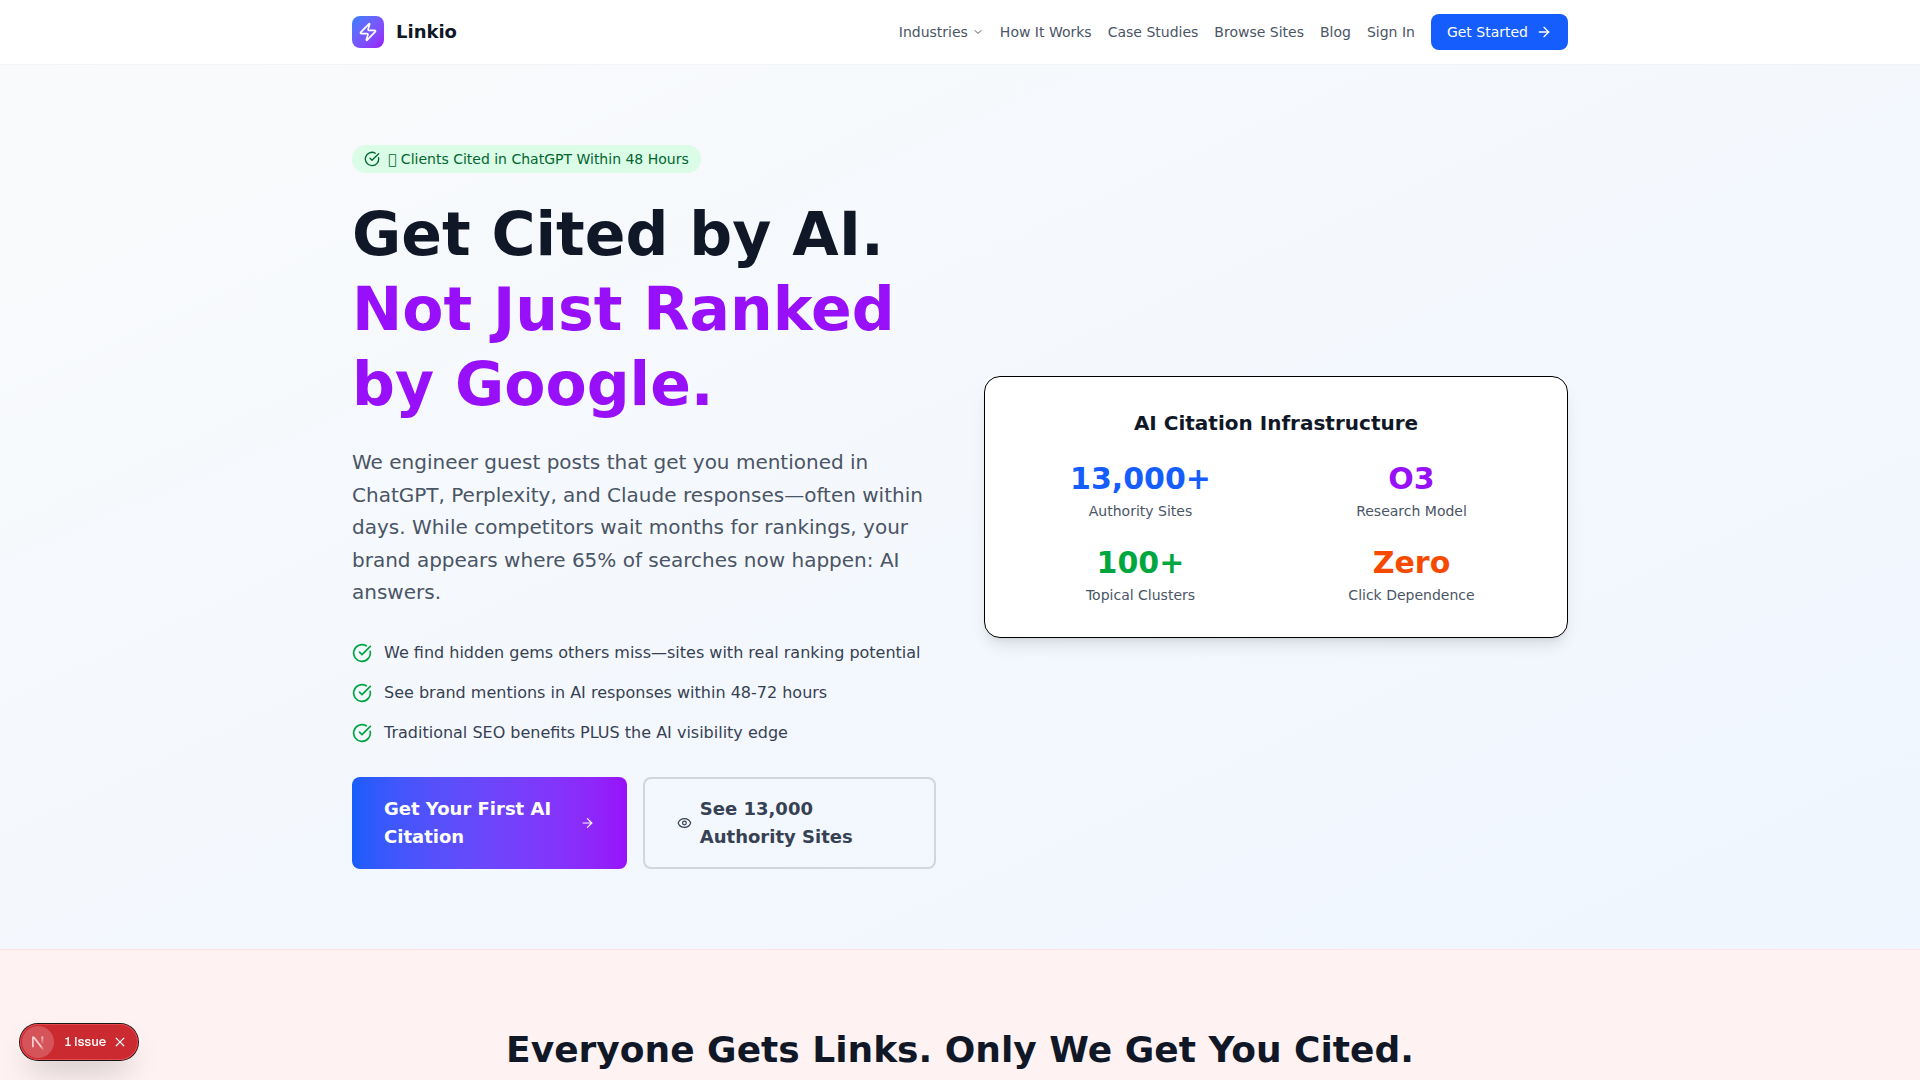 Linkio
Industries
How It Works
Case Studies
Browse Sites
Blog
Sign In
Get Started
Clients Cited in ChatGPT Within 48 Hours
Get Cited by AI.
Not Just Ranked
by Google.
We engineer guest posts that get you mentioned in
ChatGPT, Perplexity, and Claude responses—often within
days. While competitors wait months for rankings, your
brand appears where 65% of searches now happen: AI
answers.
We find hidden gems others miss—sites with real ranking potential
See brand mentions in AI responses within 48-72 hours
Traditional SEO benefits PLUS the AI visibility edge
Get Your First AI
Citation
See 13,000
Authority Sites
AI Citation Infrastructure
13,000+
Authority Sites
O3
Research Model
100+
Topical Clusters
Zero
Click Dependence
Everyone Gets Links. Only We Get You Cited.
N
1 Issue